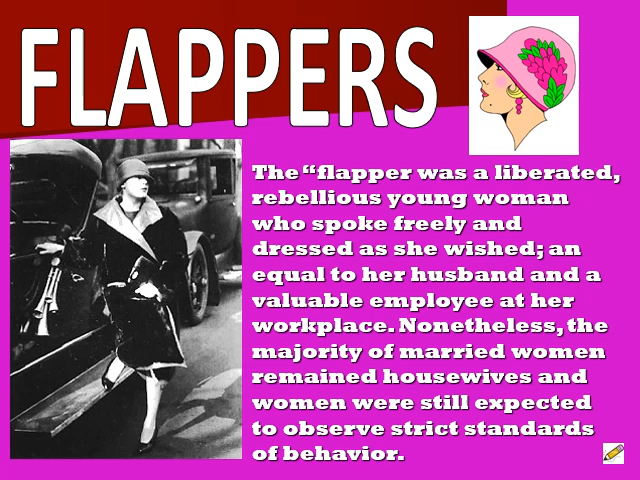 FLAPPERS
The “flapper was a liberated,
rebellious young woman
who spoke freely and
dressed as she wished; an
equal to her husband and a
valuable employee at her
workplace. Nonetheless, the
majority of married women
remained housewives and
women were still expected
to observe strict standards
of behavior.